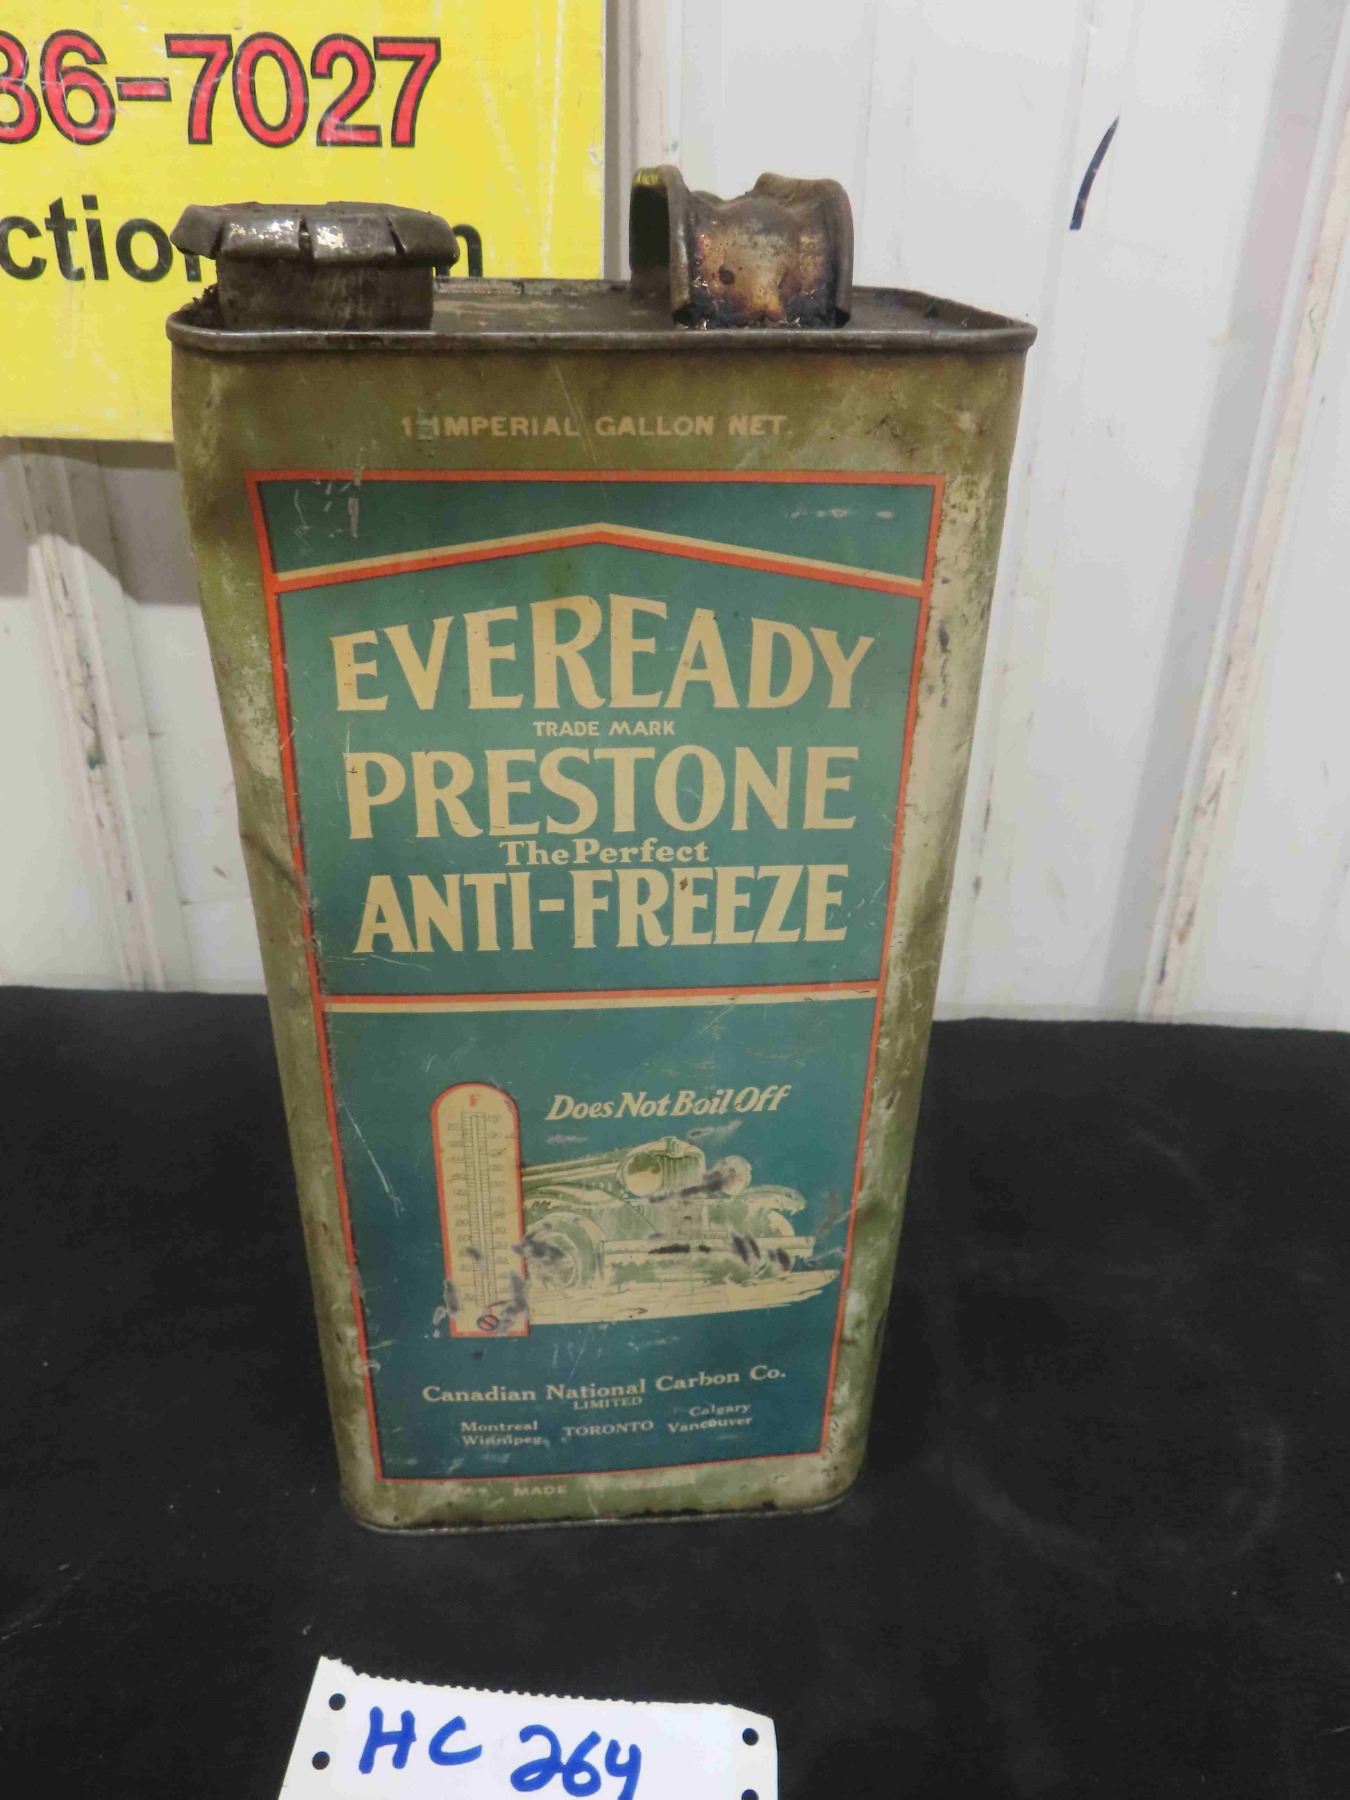 86-7027
ctio
1 IMPERIAL GALLON NET.
EVEREADY
TRADE MARK
PRESTONE
The Perfect
ANTI-FREEZE
Does Not Boil Off
F
Canadian National Carbon Co.
LIMITED
Montreal TORONTO Calgary
Winnipeg Vancouver
MADE
HC 264